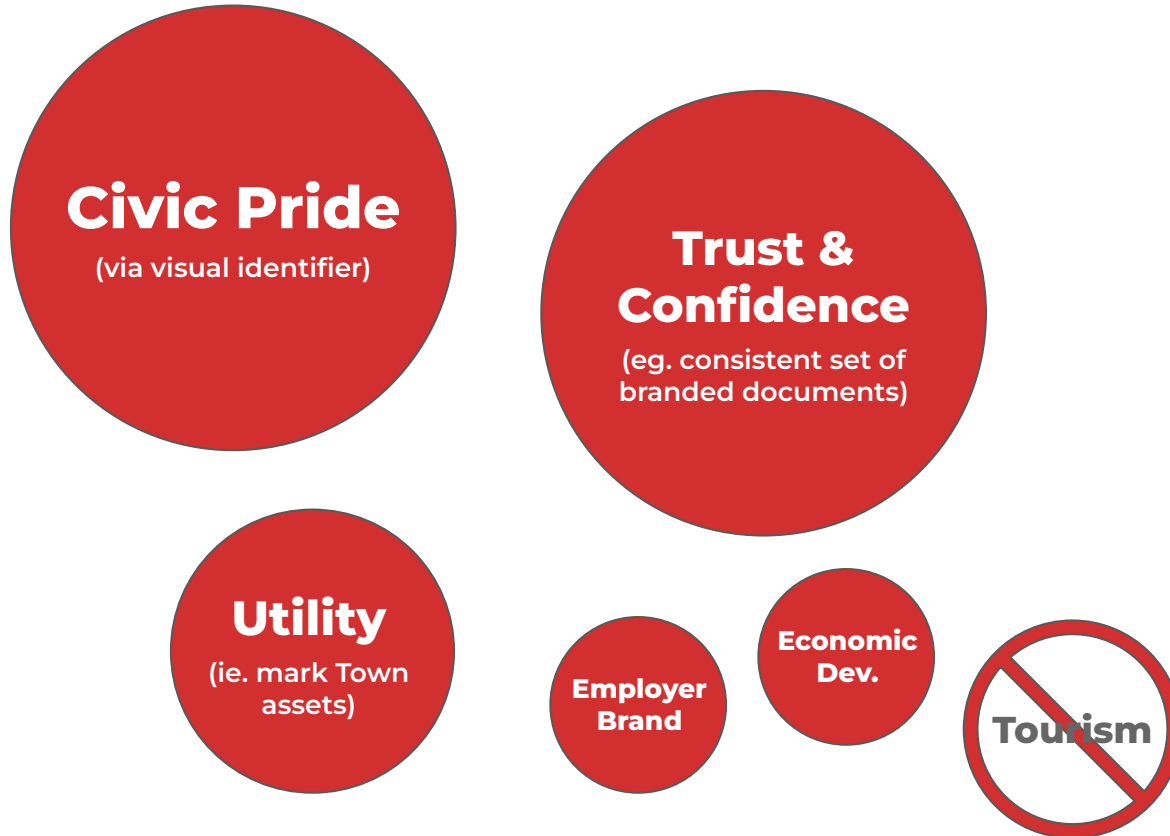 Civic Pride
(via visual identifier)
Trust &
Confidence
(eg. consistent set of
branded documents)
Utility
(ie. mark Town
assets)
Employer
Brand
Economic
Dev.
Tourism